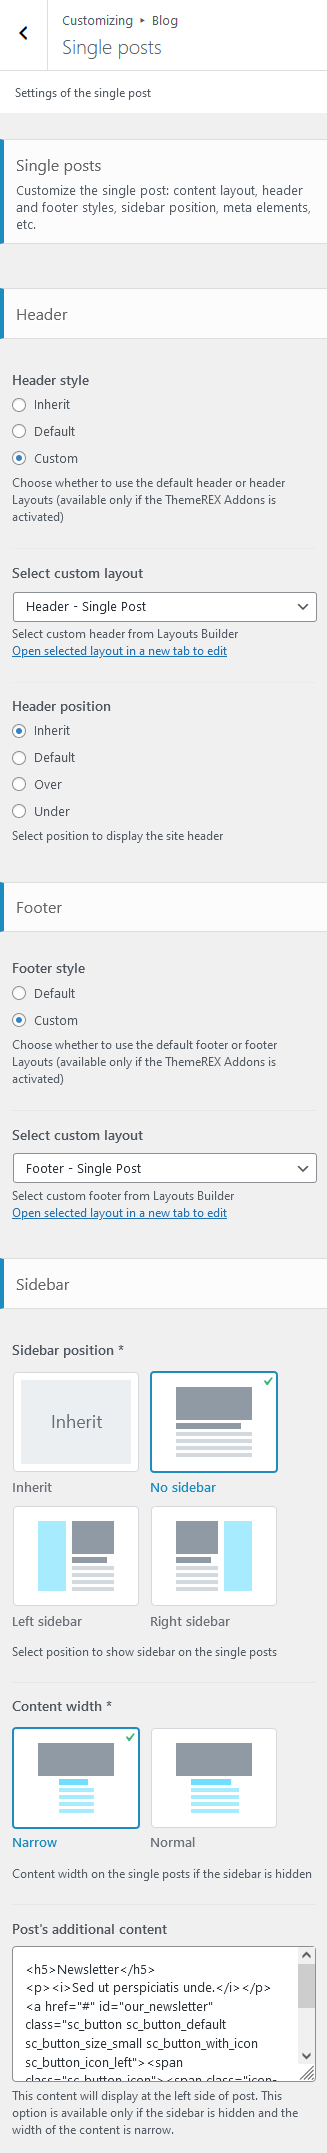 Customizing ▸ Blog
Single posts
Settings of the single post
Single posts
Customize the single post: content layout, header
and footer styles, sidebar position, meta elements,
etc.
Header
Header style
Inherit
Default
Custom
Choose whether to use the default header or header
Layouts (available only if the ThemeREX Addons is
activated)
Select custom layout
Header - Single Post
Select custom header from Layouts Builder
Open selected layout in a new tab to edit
Header position
Inherit
Default
Over
Under
Select position to display the site header
Footer
Footer style
Default
Custom
Choose whether to use the default footer or footer
Layouts (available only if the ThemeREX Addons is
activated)
Select custom layout
Footer - Single Post
Select custom footer from Layouts Builder
Open selected layout in a new tab to edit
Sidebar
Sidebar position *
Inherit
Inherit
No sidebar
Left sidebar
Right sidebar
Select position to show sidebar on the single posts
Content width *
Narrow
Normal
Content width on the single posts if the sidebar is hidden
Post's additional content
<h5>Newsletter</h5>
<p><i>Sed ut perspiciatis unde.</i></p>
<a href="#" id="our_newsletter"
class="sc_button sc_button_default
sc_button_size_small sc_button_with_icon
sc_button_icon_left"><span
class="sc_button_icon"><span class="icon-
This content will display at the left side of post. This
option is available only if the sidebar is hidden and the
width of the content is narrow.